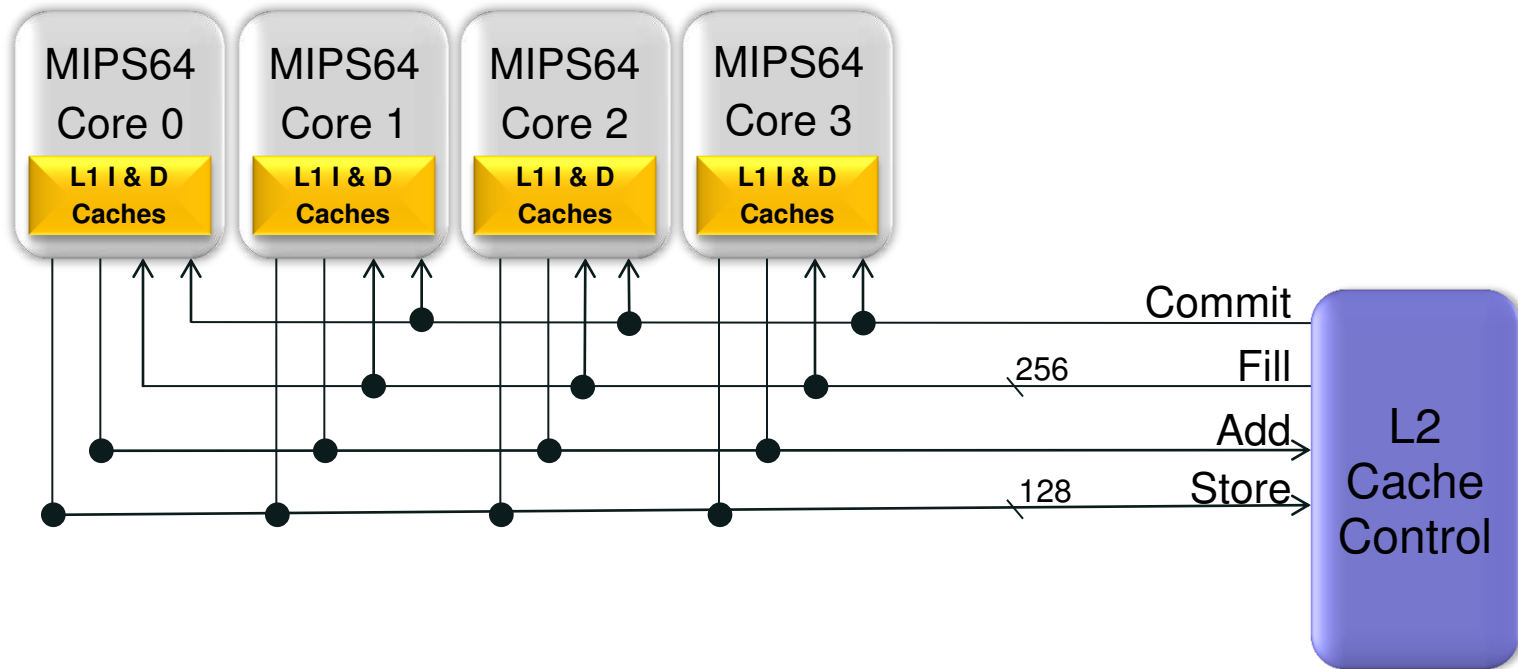 MIPS64
Core 0
L1 I & D
Caches
MIPS64
Core 1
L1 I & D
Caches
MIPS64
Core 2
L1 I & D
Caches
MIPS64
Core 3
L1 I & D
Caches
Commit
256
Fill
Add
128
Store
L2
Cache
Control